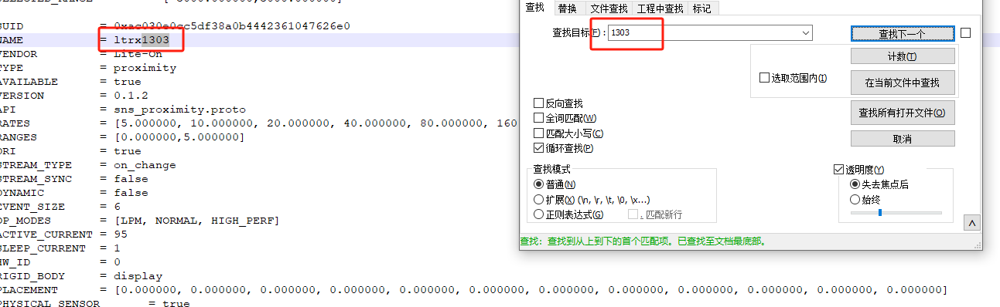 SELECTED_RANGE = [-8000.000000,8000.000000]
SUID = 0xac030e0cc5df38a0b4442361047626e0
NAME = ltrx1303
VENDOR = Lite-On
TYPE = proximity
AVAILABLE = true
VERSION = 0.1.2
API = sns_proximity.proto
RATES = [5.000000, 10.000000, 20.000000, 40.000000, 80.000000, 160
RANGES = [0.000000,5.000000]
DRI = true
STREAM_TYPE = on_change
STREAM_SYNC = false
DYNAMIC = false
EVENT_SIZE = 6
OP_MODES = [LPM, NORMAL, HIGH_PERF]
ACTIVE_CURRENT = 95
SLEEP_CURRENT = 1
HW_ID = 0
RIGID_BODY = display
PLACEMENT = [0.000000, 0.000000, 0.000000, 0.000000, 0.000000, 0.000000, 0.000000, 0.000000, 0.000000, 0.000000, 0.000000, 0.000000]
PHYSICAL_SENSOR = true
查找 替换 文件查找 工程中查找 标记
查找目标(F) : 1303
查找下一个
计数(T)
选取范围内(I)
在当前文件中查找
查找所有打开文件(O)
取消
反向查找
全词匹配(W)
匹配大小写(C)
循环查找(P)
查找模式
普通(N)
扩展(X) (\n, \r, \t, \0, \x...)
正则表达式(G)
. 匹配新行
透明度(Y)
失去焦点后
始终
查找：查找到从上到下的首个匹配项。已查找至文档最底部。